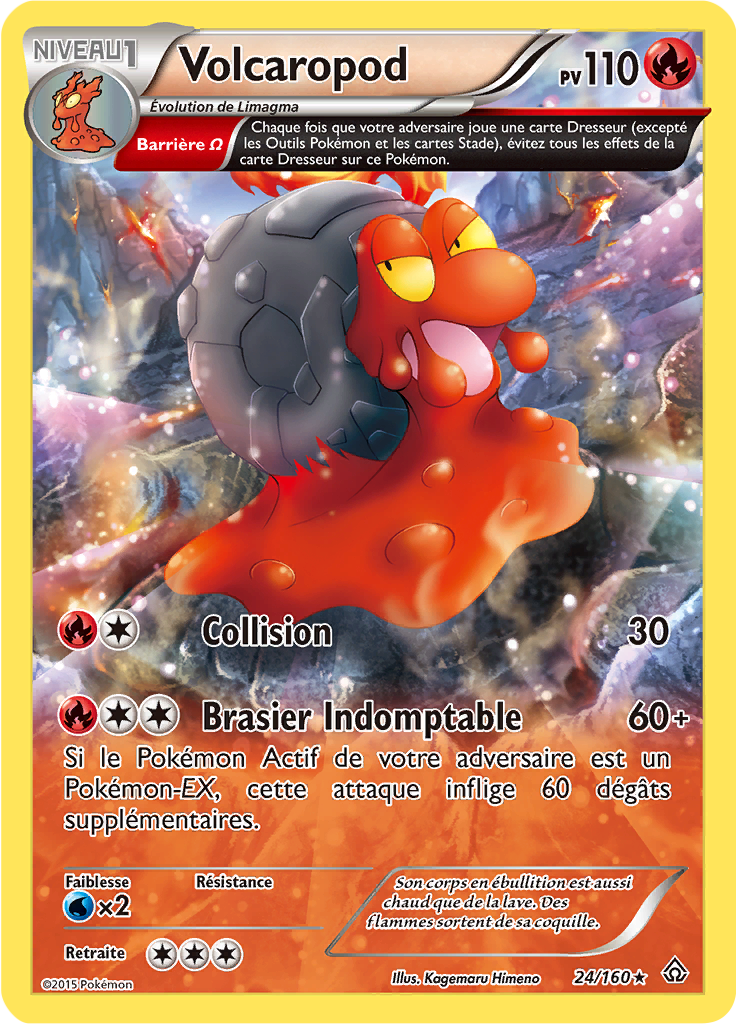 NIVEAU 1
Volcaropod
PV 110
Évolution de Limagma
Barrière Ω
Chaque fois que votre adversaire joue une carte Dresseur (excepté
les Outils Pokémon et les cartes Stade), évitez tous les effets de la
carte Dresseur sur ce Pokémon.
Collision 30
Brasier Indomptable 60+
Si le Pokémon Actif de votre adversaire est un
Pokémon-EX, cette attaque inflige 60 dégâts
supplémentaires.
Faiblesse Résistance
×2
Retraite
Son corps en ébullition est aussi
chaud que de la lave. Des
flammes sortent de sa coquille.
©2015 Pokémon
Illus. Kagemaru Himeno
24/160★